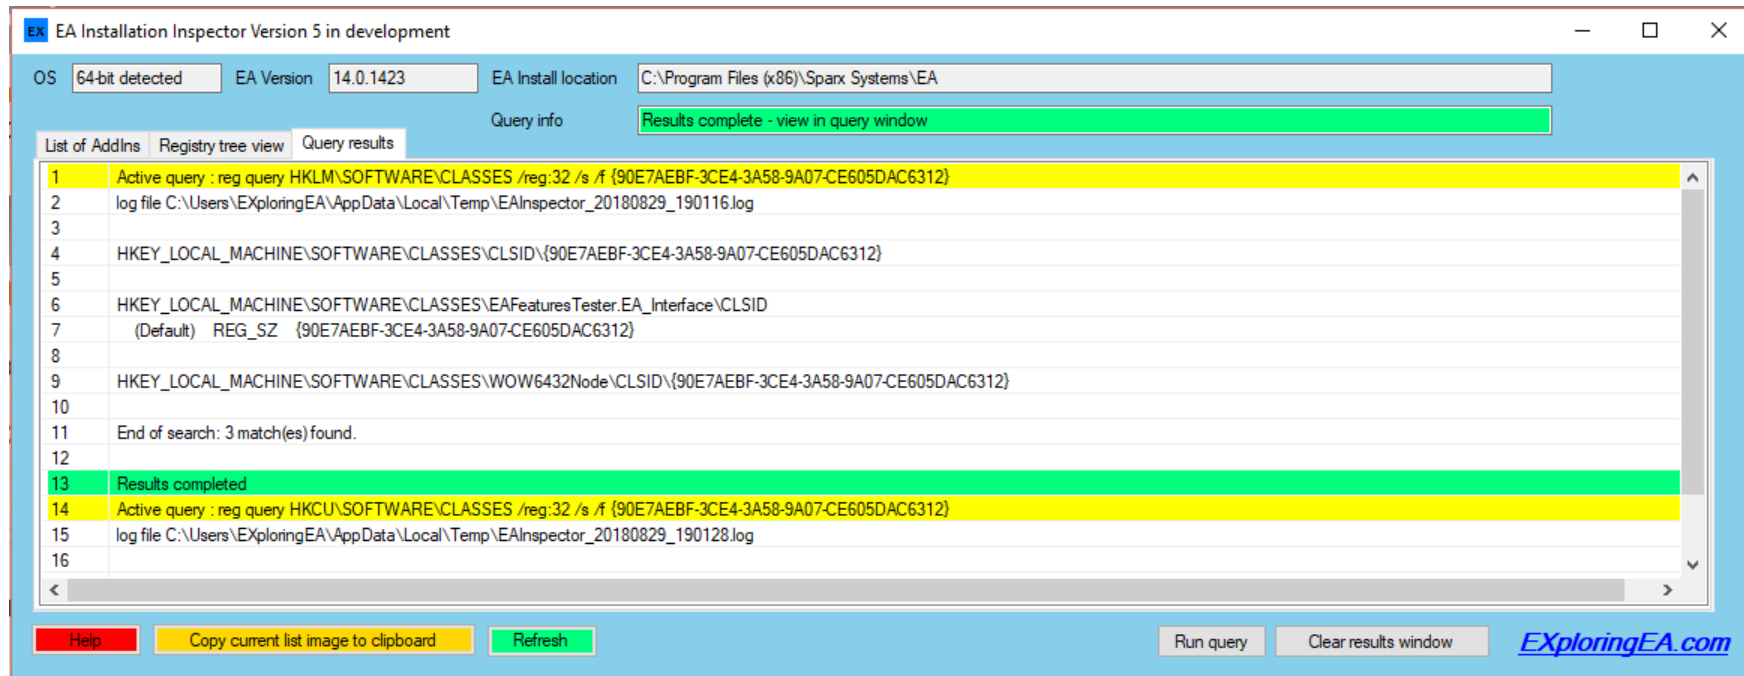 EX EA Installation Inspector Version 5 in development
OS 64-bit detected EA Version 14.0.1423 EA Install location C:\Program Files (x86)\Sparx Systems\EA
Query info Results complete - view in query window
List of AddIns Registry tree view Query results
1 Active query : reg query HKLM\SOFTWARE\CLASSES /reg:32 /s /f {90E7AEBF-3CE4-3A58-9A07-CE605DAC6312}
2 log file C:\Users\EXploringEA\AppData\Local\Temp\EAInspector_20180829_190116.log
3
4 HKEY_LOCAL_MACHINE\SOFTWARE\CLASSES\CLSID\{90E7AEBF-3CE4-3A58-9A07-CE605DAC6312}
5
6 HKEY_LOCAL_MACHINE\SOFTWARE\CLASSES\EAFeaturesTester.EA_Interface\CLSID
7 (Default) REG_SZ {90E7AEBF-3CE4-3A58-9A07-CE605DAC6312}
8
9 HKEY_LOCAL_MACHINE\SOFTWARE\CLASSES\WOW6432Node\CLSID\{90E7AEBF-3CE4-3A58-9A07-CE605DAC6312}
10
11 End of search: 3 match(es) found.
12
13 Results completed
14 Active query : reg query HKCU\SOFTWARE\CLASSES /reg:32 /s /f {90E7AEBF-3CE4-3A58-9A07-CE605DAC6312}
15 log file C:\Users\EXploringEA\AppData\Local\Temp\EAInspector_20180829_190128.log
16
Help Copy current list image to clipboard Refresh Run query Clear results window EXploringEA.com